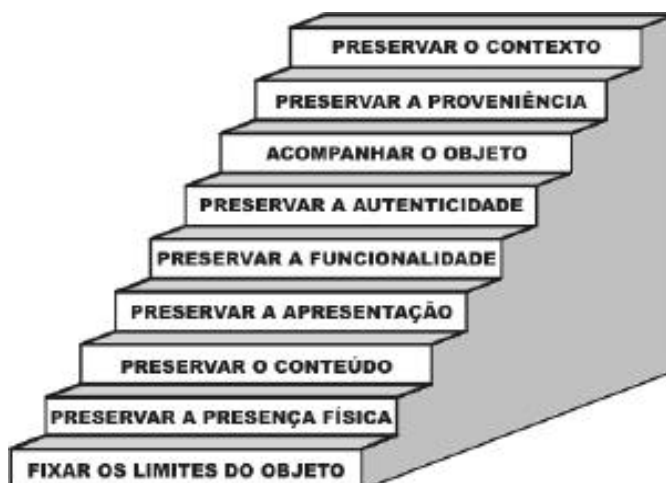 PRESERVAR O CONTEXTO
PRESERVAR A PROVENIÊNCIA
ACOMPANHAR O OBJETO
PRESERVAR A AUTENTICIDADE
PRESERVAR A FUNCIONALIDADE
PRESERVAR A APRESENTAÇÃO
PRESERVAR O CONTEÚDO
PRESERVAR A PRESENÇA FÍSICA
FIXAR OS LIMITES DO OBJETO